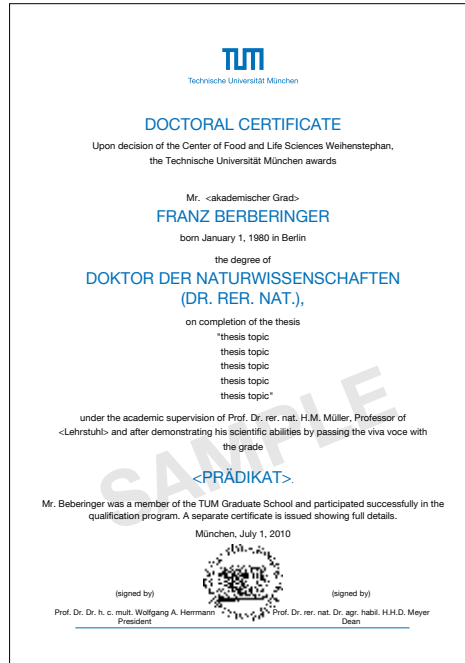 TUM
Technische Universität München
DOCTORAL CERTIFICATE
Upon decision of the Center of Food and Life Sciences Weihenstephan,
the Technische Universität München awards
Mr. <akademischer Grad>
FRANZ BERBERINGER
born January 1, 1980 in Berlin
the degree of
DOKTOR DER NATURWISSENSCHAFTEN
(DR. RER. NAT.),
on completion of the thesis
"thesis topic
thesis topic
thesis topic
thesis topic
thesis topic"
under the academic supervision of Prof. Dr. rer. nat. H.M. Müller, Professor of
<Lehrstuhl> and after demonstrating his scientific abilities by passing the viva voce with
the grade
<PRÄDIKAT>.
SAMPLE
Mr. Beberinger was a member of the TUM Graduate School and participated successfully in the
qualification program. A separate certificate is issued showing full details.
München, July 1, 2010
(signed by) (signed by)
Prof. Dr. Dr. h. c. mult. Wolfgang A. Herrmann Prof. Dr. rer. nat. Dr. agr. habil. H.H.D. Meyer
President Dean